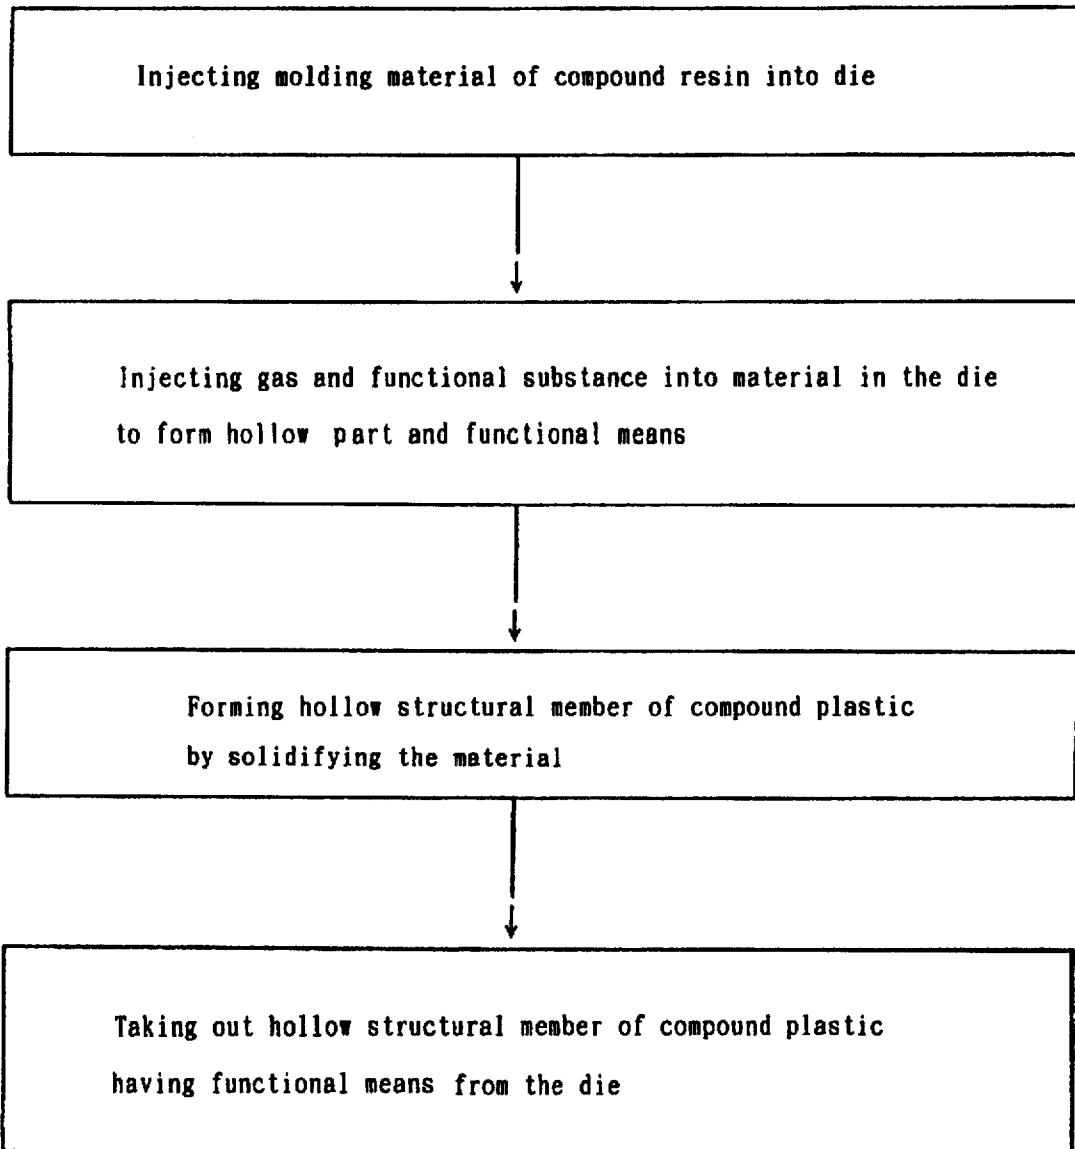 Injecting molding material of compound resin into die
Injecting gas and functional substance into material in the die
to form hollow part and functional means
Forming hollow structural member of compound plastic
by solidifying the material
Taking out hollow structural member of compound plastic
having functional means from the die